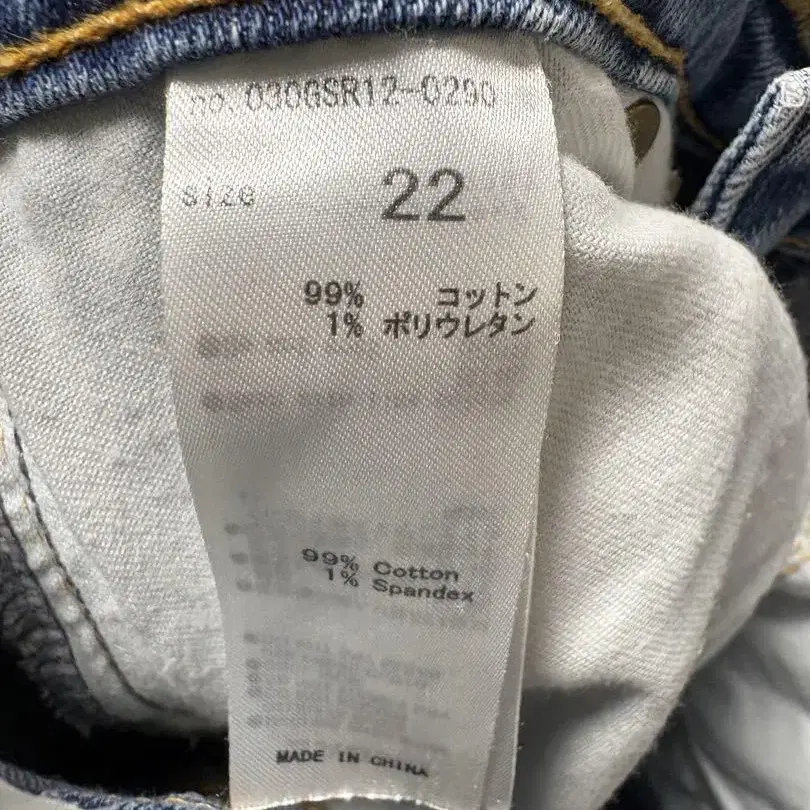 no. 030GSR12-0290
size 22
99% コットン
1% ポリウレタン
99% Cotton
1% Spandex
MADE IN CHINA